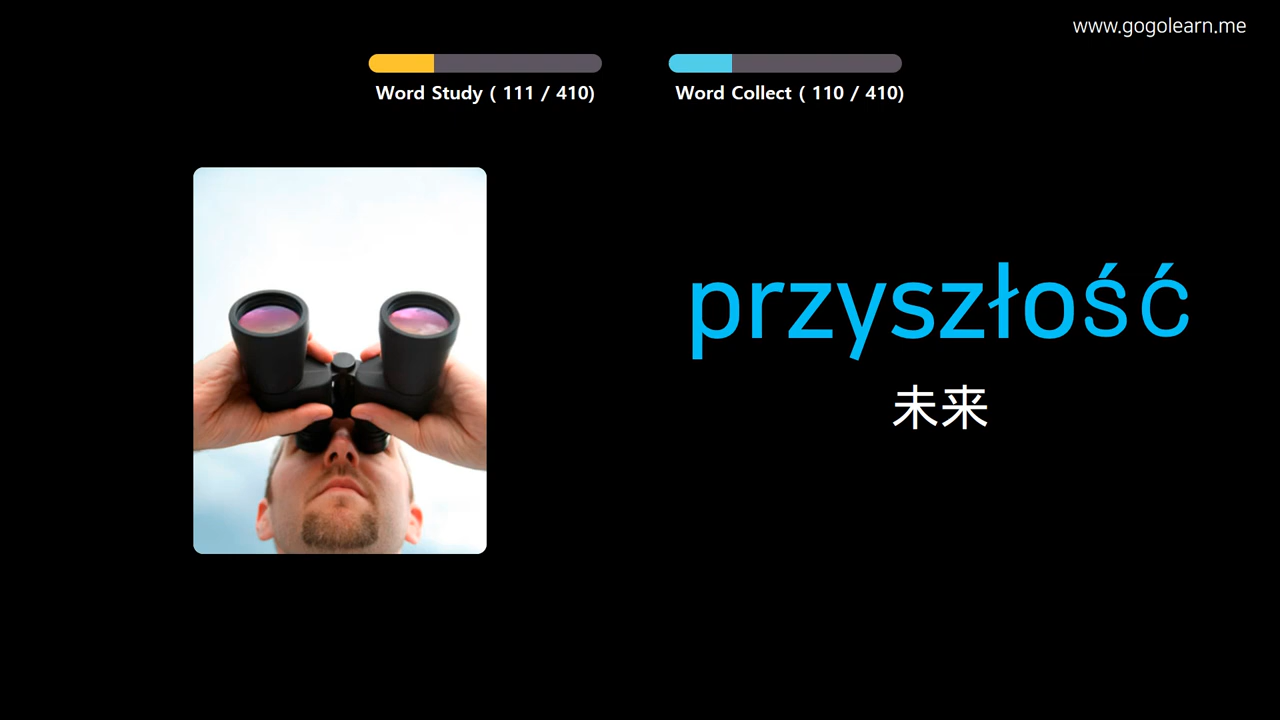 www.gogolearn.me
Word Study ( 111 / 410)
Word Collect ( 110 / 410)
przyszłość
未来